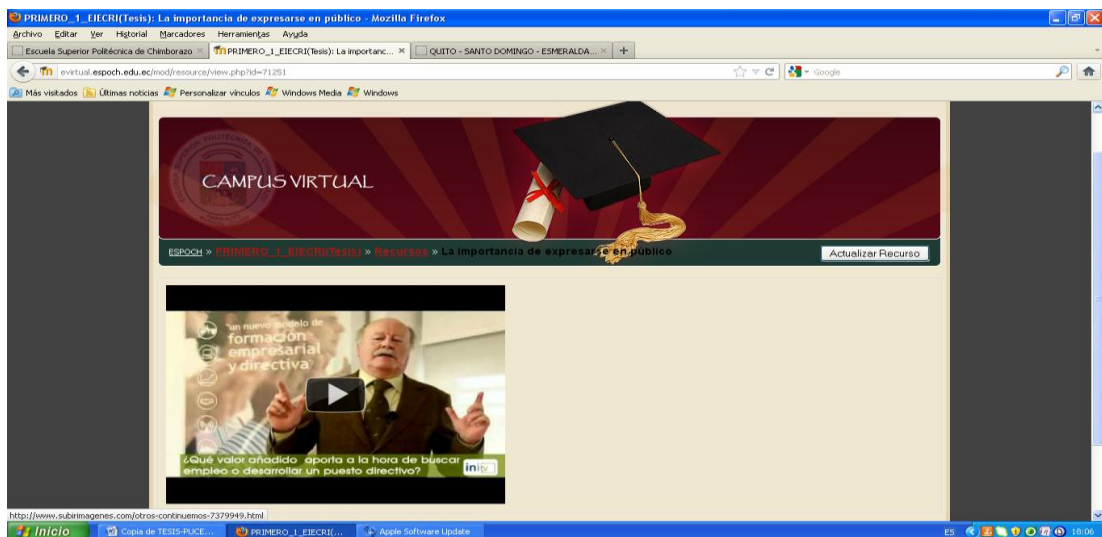 PRIMERO_1_EIECRI(Tesis): La importancia de expresarse en público - Mozilla Firefox
Archivo Editar Ver Historial Marcadores Herramientas Ayuda
Escuela Superior Politécnica de Chimborazo
PRIMERO_1_EIECRI(Tesis): La importanc...
QUITO - SANTO DOMINGO - ESMERALDA...
evirtual.espoch.edu.ec/mod/resource/view.php?id=71251
Google
Más visitados Últimas noticias Personalizar vínculos Windows Media Windows
CAMPUS VIRTUAL
ESPOCH » PRIMERO_1_EIECRI(Tesis) » Recursos » La importancia de expresarse en público
Actualizar Recurso
"un nuevo modelo de
formación
empresarial
y directiva"
¿Qué valor añadido aporta a la hora de buscar
empleo o desarrollar un puesto directivo?
http://www.subirimagenes.com/otros-continuemos-7379949.html
Inicio
Copia de TESIS-PUCE...
PRIMERO_1_EIECRI(...
Apple Software Update
ES
18:06